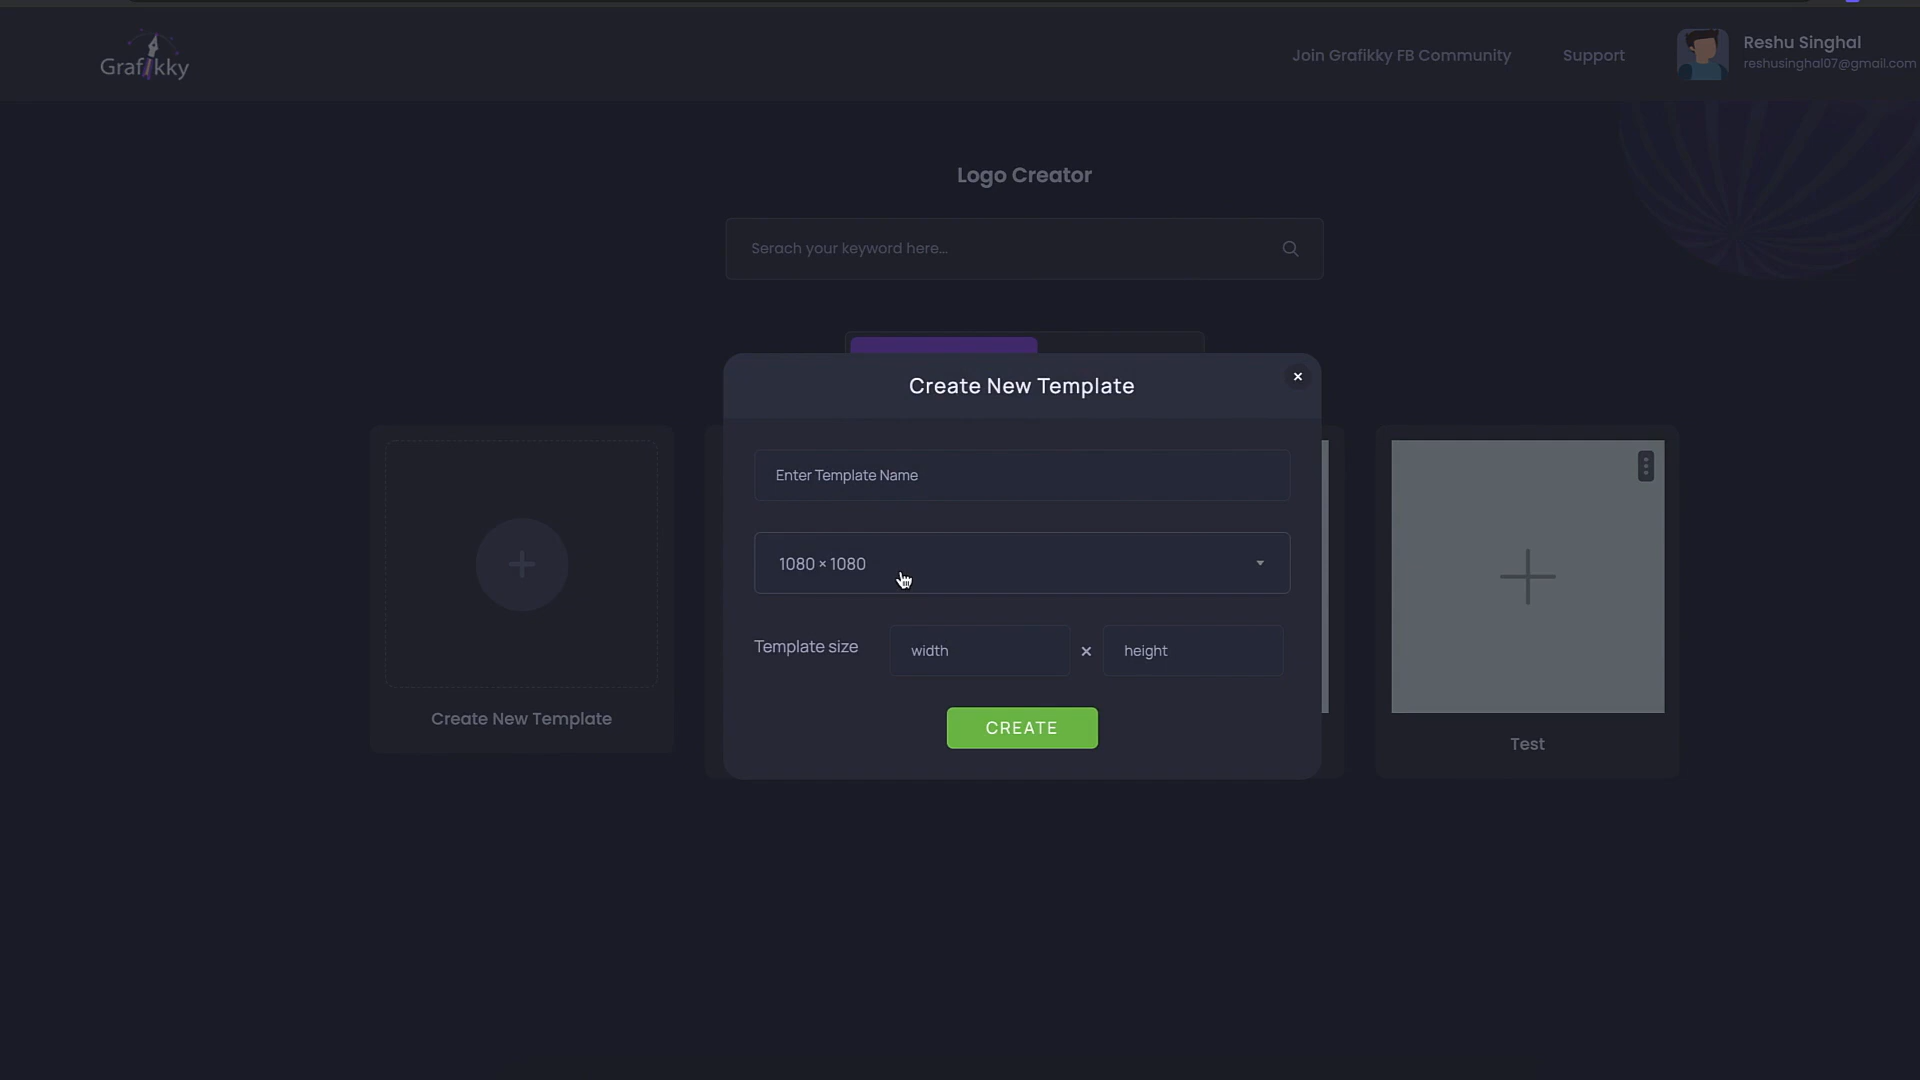 Grafikky
Join Grafikky FB Community
Support
Reshu Singhal
reshusinghal07@gmail.com
Logo Creator
Serach your keyword here...
Create New Template
×
Enter Template Name
1080 × 1080
Template size
width
×
height
CREATE
Create New Template
Test